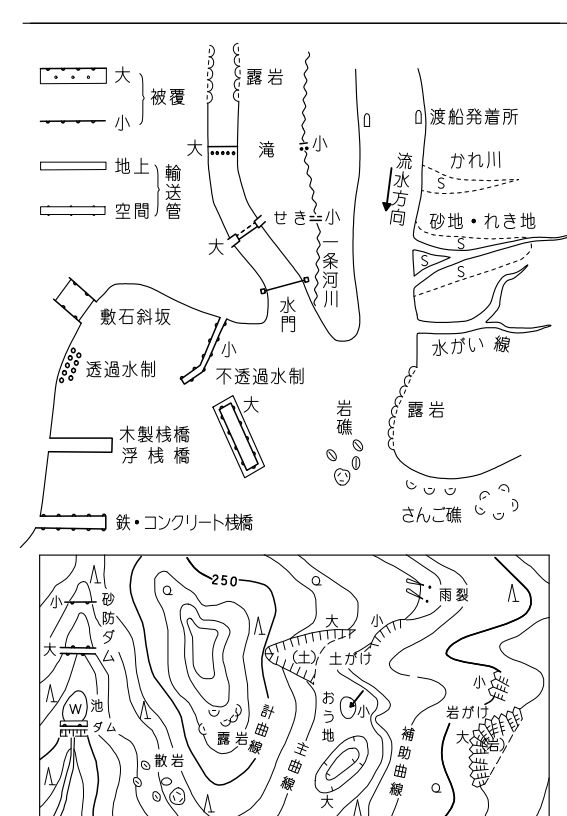 大
小
被覆
地上
空間
輸送管
露岩
大
滝
小
せき
小
大
一条河川
水門
渡船発着所
流水方向
かれ川
S
砂地・れき地
S
S
S
水がい線
敷石斜坂
透過水制
小
不透過水制
大
木製桟橋
浮桟橋
鉄・コンクリート桟橋
岩礁
露岩
さんご礁
250
小
砂防ダム
大
W
池
ダム
散岩
露岩
計曲線
主曲線
大
小
(土)
土がけ
おう地
小
大
補助曲線
雨裂
小
岩がけ
大
(岩)